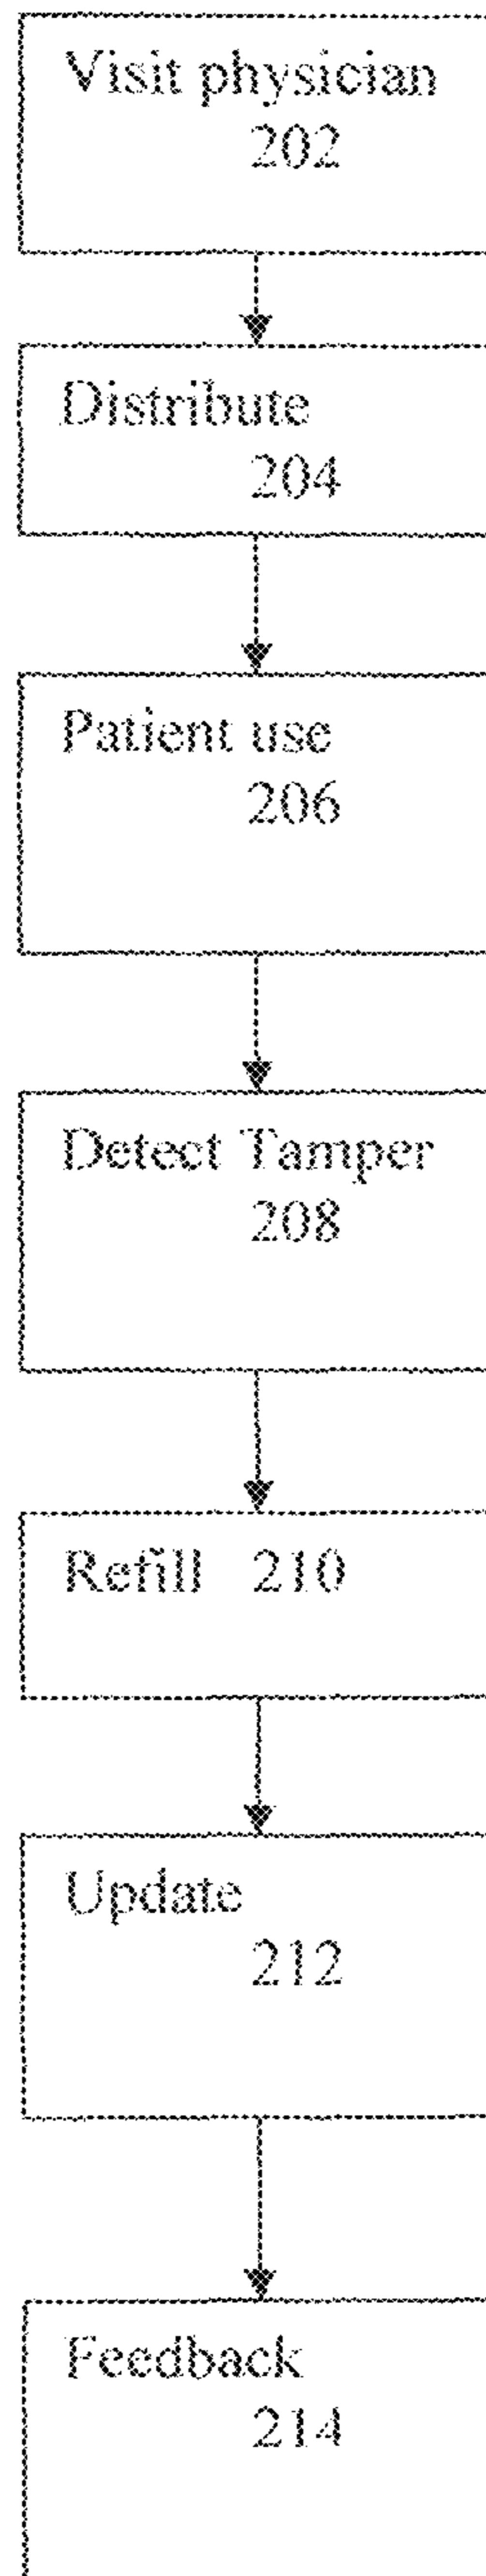 Visit physician
202
Distribute
204
Patient use
206
Detect Tamper
208
Refill 210
Update
212
Feedback
214